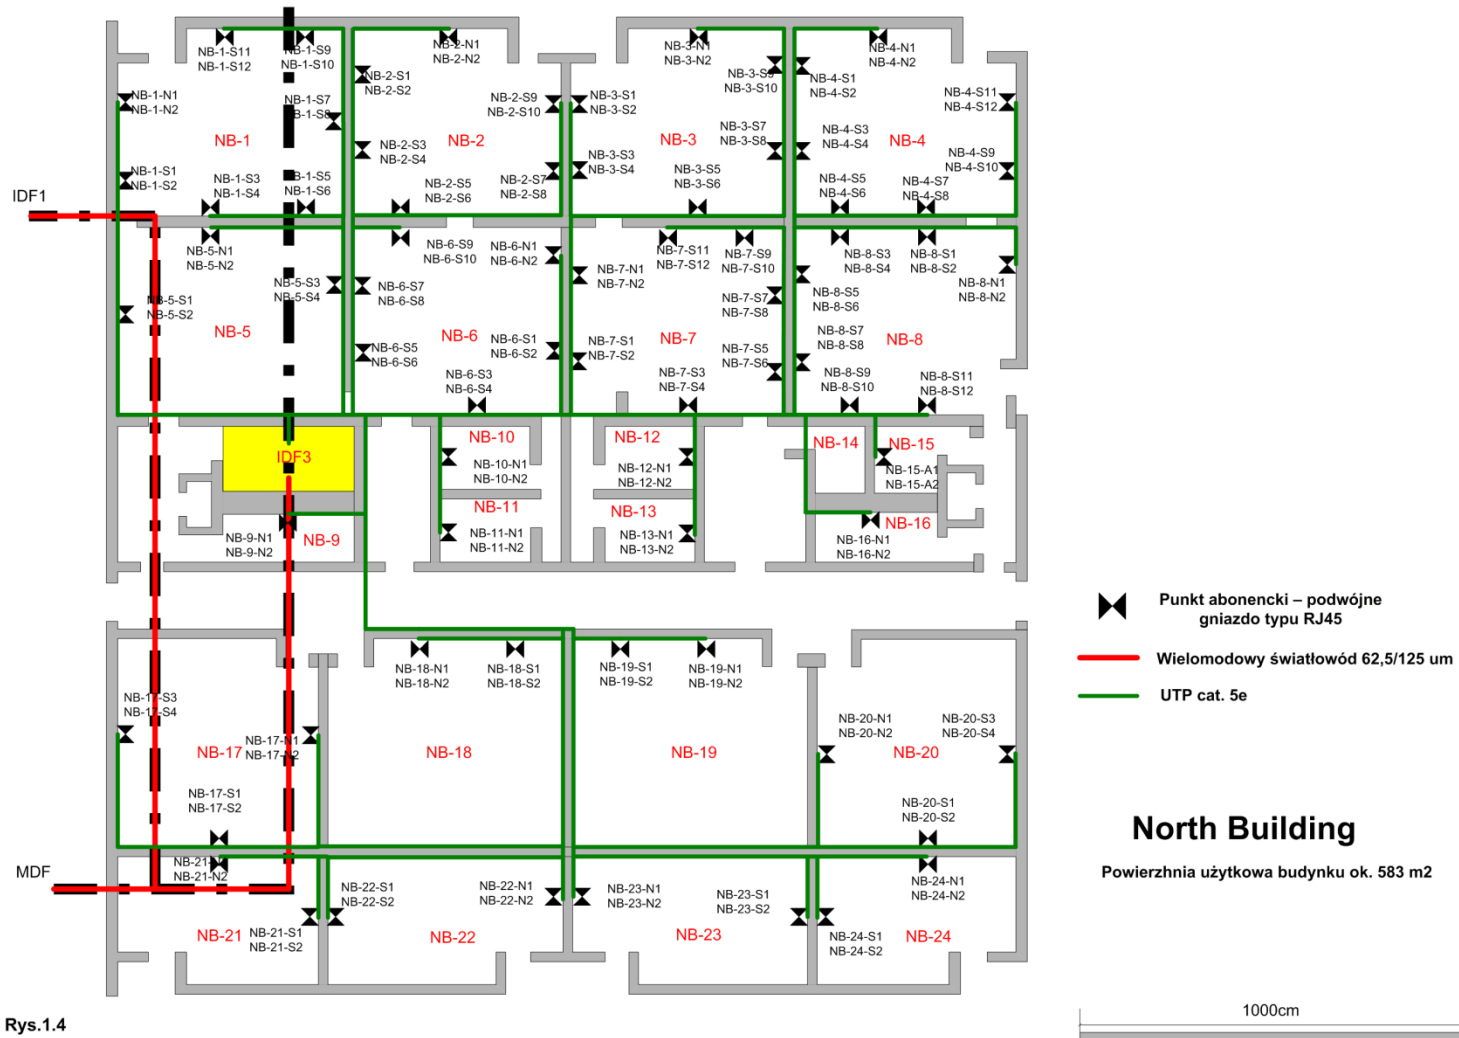 NB-1-S11
NB-1-S12
NB-1-S9
NB-1-S10
NB-2-N1
NB-2-N2
NB-3-N1
NB-3-N2
NB-4-N1
NB-4-N2
NB-1-N1
NB-1-N2
NB-1-S7
NB-1-S8
NB-2-S1
NB-2-S2
NB-2-S9
NB-2-S10
NB-3-S1
NB-3-S2
NB-3-S9
NB-3-S10
NB-4-S1
NB-4-S2
NB-4-S11
NB-4-S12
NB-1
NB-2-S3
NB-2-S4
NB-2
NB-3
NB-3-S7
NB-3-S8
NB-4-S3
NB-4-S4
NB-4
NB-1-S1
NB-1-S2
NB-1-S3
NB-1-S4
NB-1-S5
NB-1-S6
NB-2-S5
NB-2-S6
NB-2-S7
NB-2-S8
NB-3-S3
NB-3-S4
NB-3-S5
NB-3-S6
NB-4-S5
NB-4-S6
NB-4-S7
NB-4-S8
NB-4-S9
NB-4-S10
IDF1
NB-5-N1
NB-5-N2
NB-6-S9
NB-6-S10
NB-6-N1
NB-6-N2
NB-7-S11
NB-7-S12
NB-7-S9
NB-7-S10
NB-8-S3
NB-8-S4
NB-8-S1
NB-8-S2
NB-5-S1
NB-5-S2
NB-5-S3
NB-5-S4
NB-6-S7
NB-6-S8
NB-7-N1
NB-7-N2
NB-7-S7
NB-7-S8
NB-8-S5
NB-8-S6
NB-8-N1
NB-8-N2
NB-5
NB-6
NB-7
NB-8
NB-6-S5
NB-6-S6
NB-6-S1
NB-6-S2
NB-7-S1
NB-7-S2
NB-7-S5
NB-7-S6
NB-8-S7
NB-8-S8
NB-6-S3
NB-6-S4
NB-7-S3
NB-7-S4
NB-8-S9
NB-8-S10
NB-8-S11
NB-8-S12
IDF3
NB-10
NB-12
NB-14
NB-15
NB-10-N1
NB-10-N2
NB-12-N1
NB-12-N2
NB-15-A1
NB-15-A2
NB-11
NB-13
NB-16
NB-9-N1
NB-9-N2
NB-9
NB-11-N1
NB-11-N2
NB-13-N1
NB-13-N2
NB-16-N1
NB-16-N2
Punkt abonencki – podwójne
gniazdo typu RJ45
Wielomodowy światłowód 62,5/125 um
UTP cat. 5e
NB-18-N1
NB-18-N2
NB-18-S1
NB-18-S2
NB-19-S1
NB-19-S2
NB-19-N1
NB-19-N2
NB-17-S3
NB-17-S4
NB-17
NB-17-N1
NB-17-N2
NB-18
NB-19
NB-20-N1
NB-20-N2
NB-20
NB-20-S3
NB-20-S4
NB-17-S1
NB-17-S2
NB-20-S1
NB-20-S2
North Building
Powierzhnia użytkowa budynku ok. 583 m2
MDF
NB-21-N2
NB-22-S1
NB-22-S2
NB-22-N1
NB-22-N2
NB-23-N1
NB-23-N2
NB-23-S1
NB-23-S2
NB-24-N1
NB-24-N2
NB-21
NB-21-S1
NB-21-S2
NB-22
NB-23
NB-24-S1
NB-24-S2
NB-24
Rys.1.4
1000cm